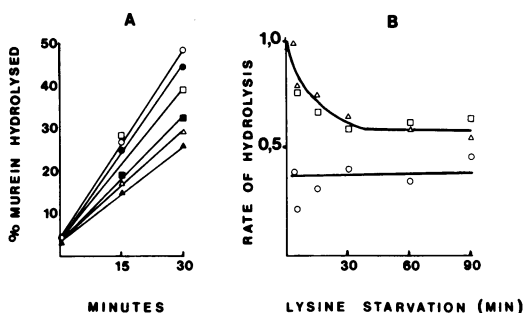 A
% MUREIN HYDROLYSED
50
40
30
20
10
15
30
MINUTES
B
RATE OF HYDROLYSIS
1,0
0,5
0
30
60
90
LYSINE STARVATION (MIN)